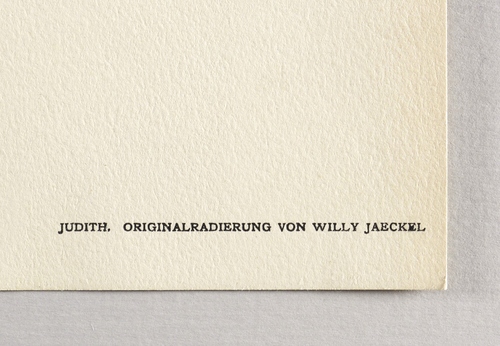 JUDITH. ORIGINALRADIERUNG VON WILLY JAECKEL